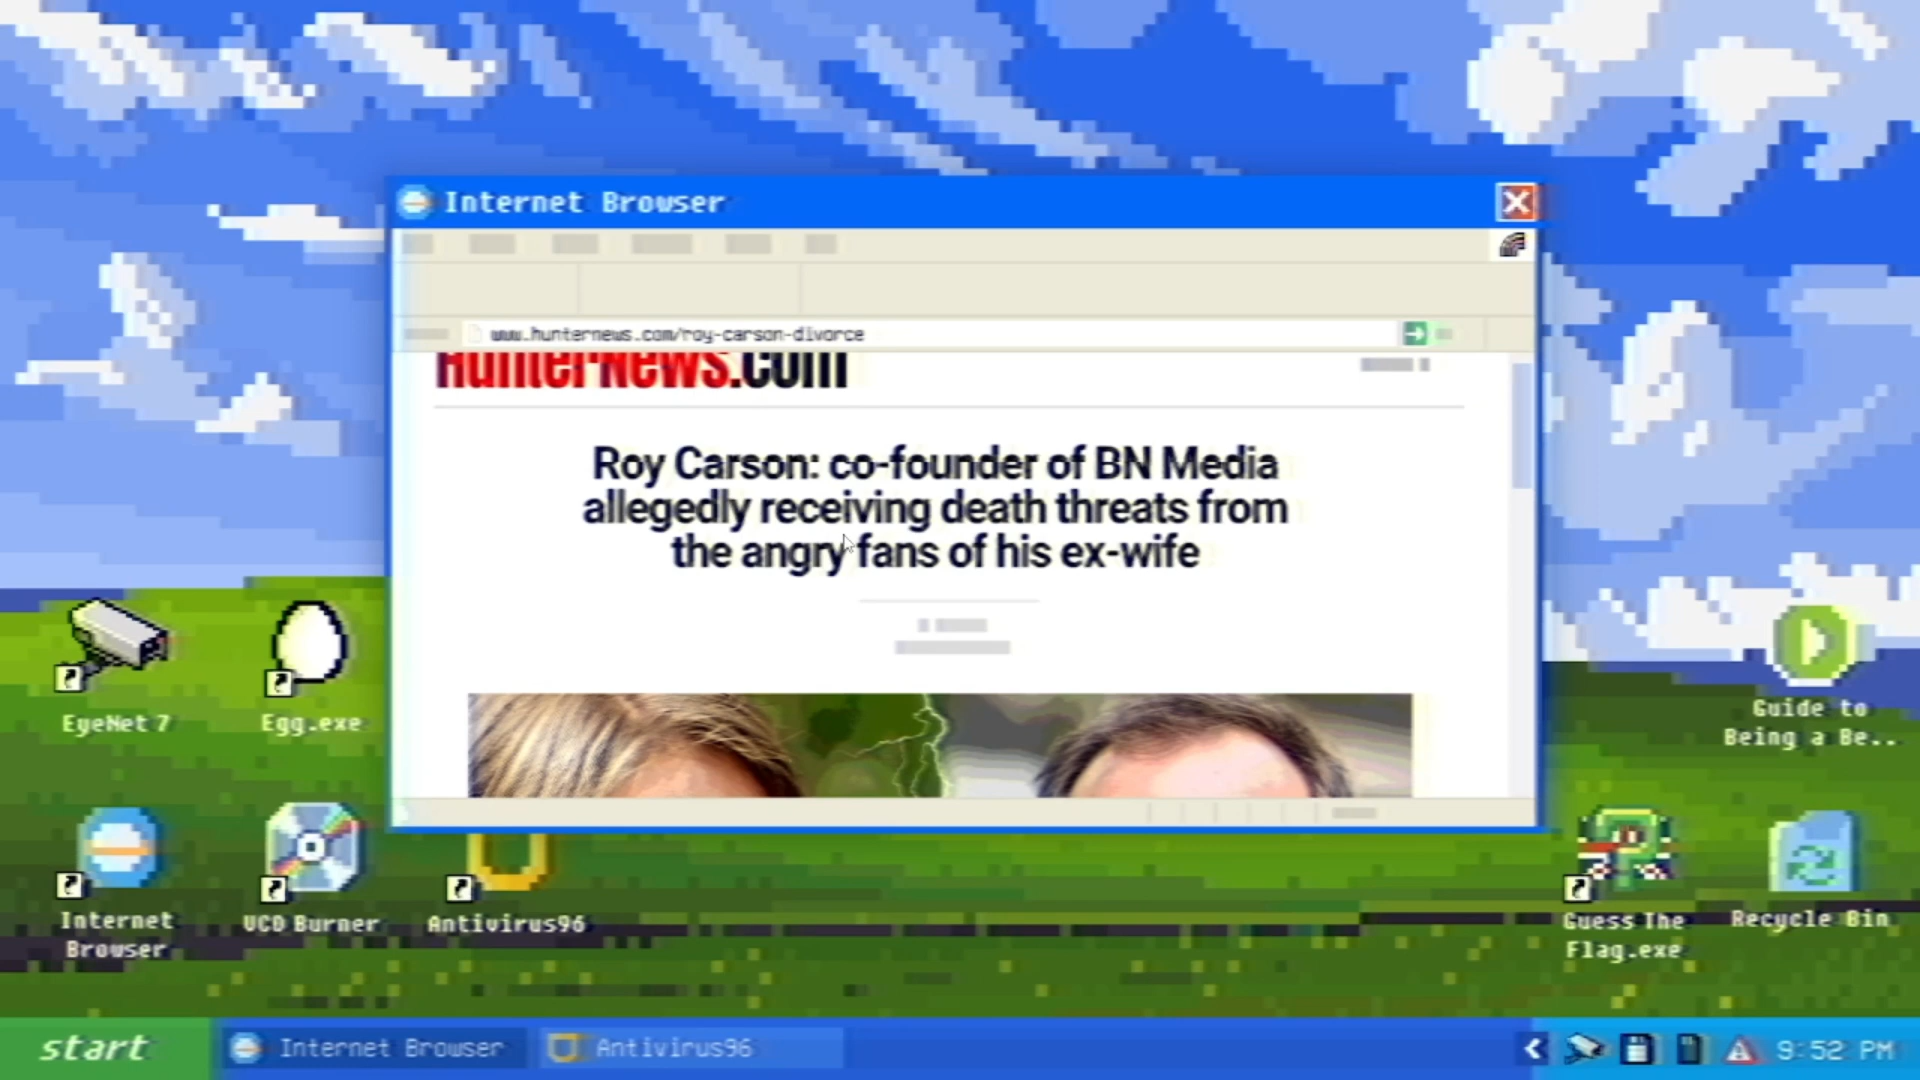 Internet Browser
www.hunternews.com/roy-carson-divorce
HunterNews.com
Roy Carson: co-founder of BN Media
allegedly receiving death threats from
the angry fans of his ex-wife
EyeNet 7
Egg.exe
Guide to
Being a Be..
Internet
Browser
VCD Burner
Antivirus96
Guess The
Flag.exe
Recycle Bin
start
Internet Browser
Antivirus96
9:52 PM